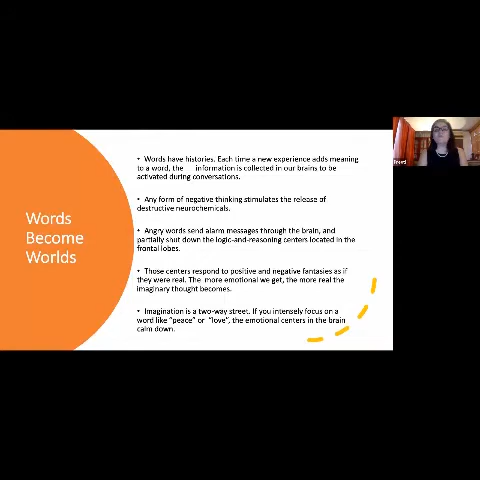 Words
Become
Worlds
• Words have histories. Each time a new experience adds meaning
to a word, the information is collected in our brains to be
activated during conversations.
• Any form of negative thinking stimulates the release of
destructive neurochemicals.
• Angry words send alarm messages through the brain, and
partially shut down the logic-and-reasoning centers located in the
frontal lobes.
• Those centers respond to positive and negative fantasies as if
they were real. The more emotional we get, the more real the
imaginary thought becomes.
• Imagination is a two-way street. If you intensely focus on a
word like "peace" or "love", the emotional centers in the brain
calm down.